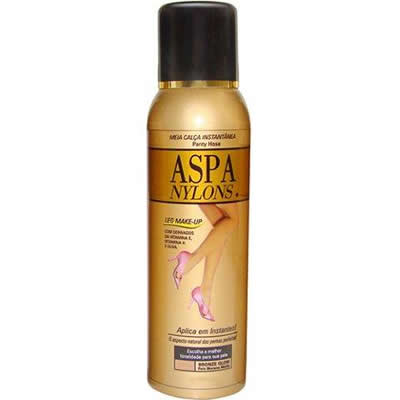 MEIA CALÇA INSTANTÂNEA
Panty Hose
ASPA
NYLONS
LEG MAKE-UP
COM DERIVADOS
DA VITAMINA E,
VITAMINA A
E OLIVA.
Aplica em Instantes!
O aspecto natural das pernas perfeitas!
Escolha a melhor
tonalidade para sua pele
BRONZE GLOW